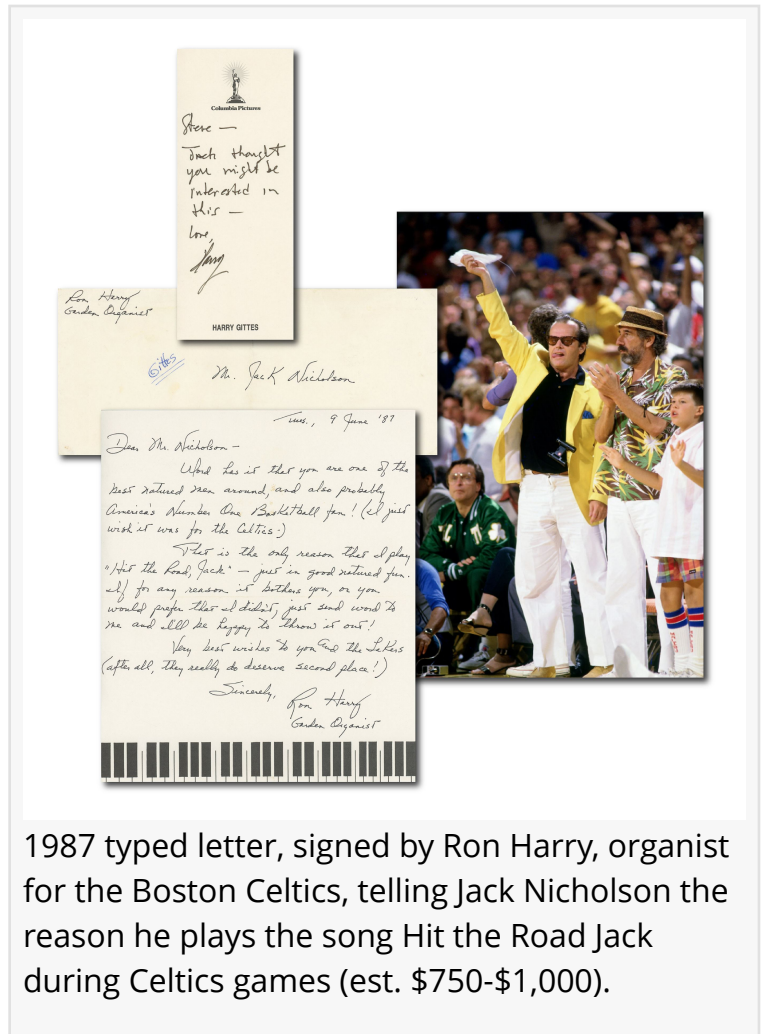 Columbia Pictures
Steve —
Jack thought
you might be
interested in
this —
Love,
Harry
HARRY GITTES
Ron Harry
Garden Organist
Gittes
Mr. Jack Nicholson
Tues., 9 June '87
Dear Mr. Nicholson —
Word has it that you are one of the
best natured men around, and also probably
America's Number One Basketball fan! (I just
wish it was for the Celtics :)
That is the only reason that I play
"Hit the Road, Jack" — just in good natured fun.
If for any reason it bothers you, or you
would prefer that I didn't, just send word to
me and I'll be happy to throw it out!
Very best wishes to you and the Lakers
(after all, they really do deserve second place!)
Sincerely,
Ron Harry
Garden Organist
1987 typed letter, signed by Ron Harry, organist
for the Boston Celtics, telling Jack Nicholson the
reason he plays the song Hit the Road Jack
during Celtics games (est. $750-$1,000).